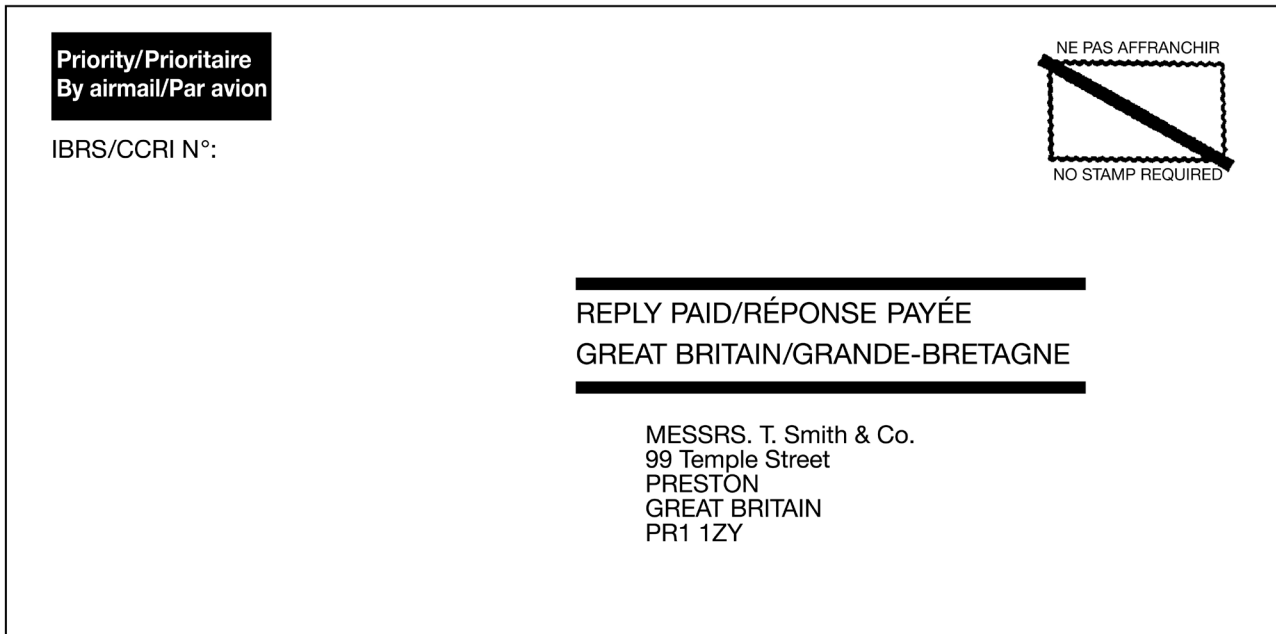 Priority/Prioritaire
By airmail/Par avion
IBRS/CCRI N°:
NE PAS AFFRANCHIR
NO STAMP REQUIRED
REPLY PAID/RÉPONSE PAYÉE
GREAT BRITAIN/GRANDE-BRETAGNE
MESSRS. T. Smith & Co.
99 Temple Street
PRESTON
GREAT BRITAIN
PR1 1ZY